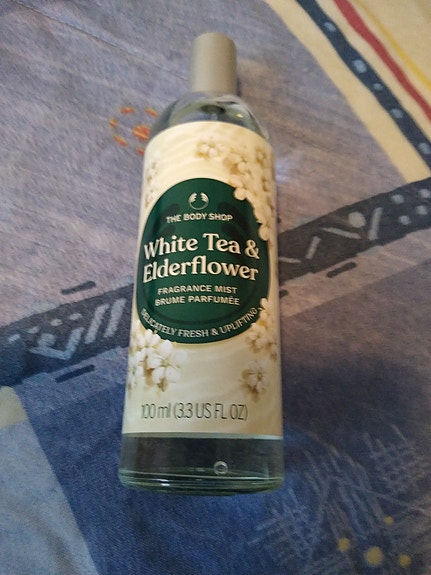 THE BODY SHOP
White Tea &
Elderflower
FRAGRANCE MIST
BRUME PARFUMÉE
DELICATELY FRESH & UPLIFTING
100 ml (3.3 US FL OZ)